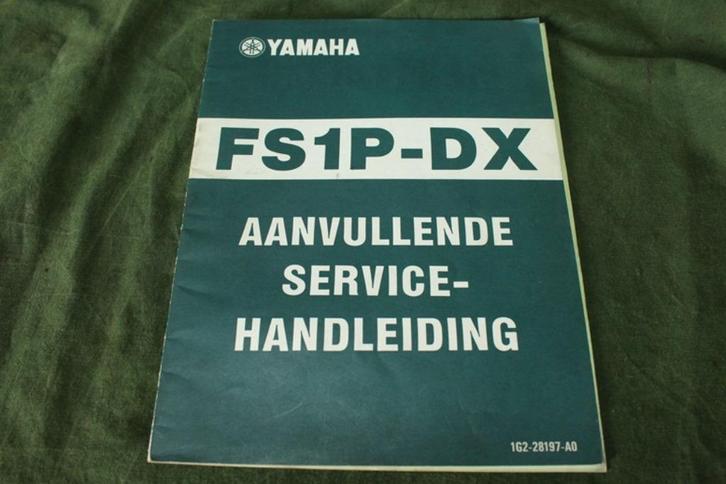 YAMAHA
FS1P-DX
AANVULLENDE
SERVICE-
HANDLEIDING
1G2-28197-A0